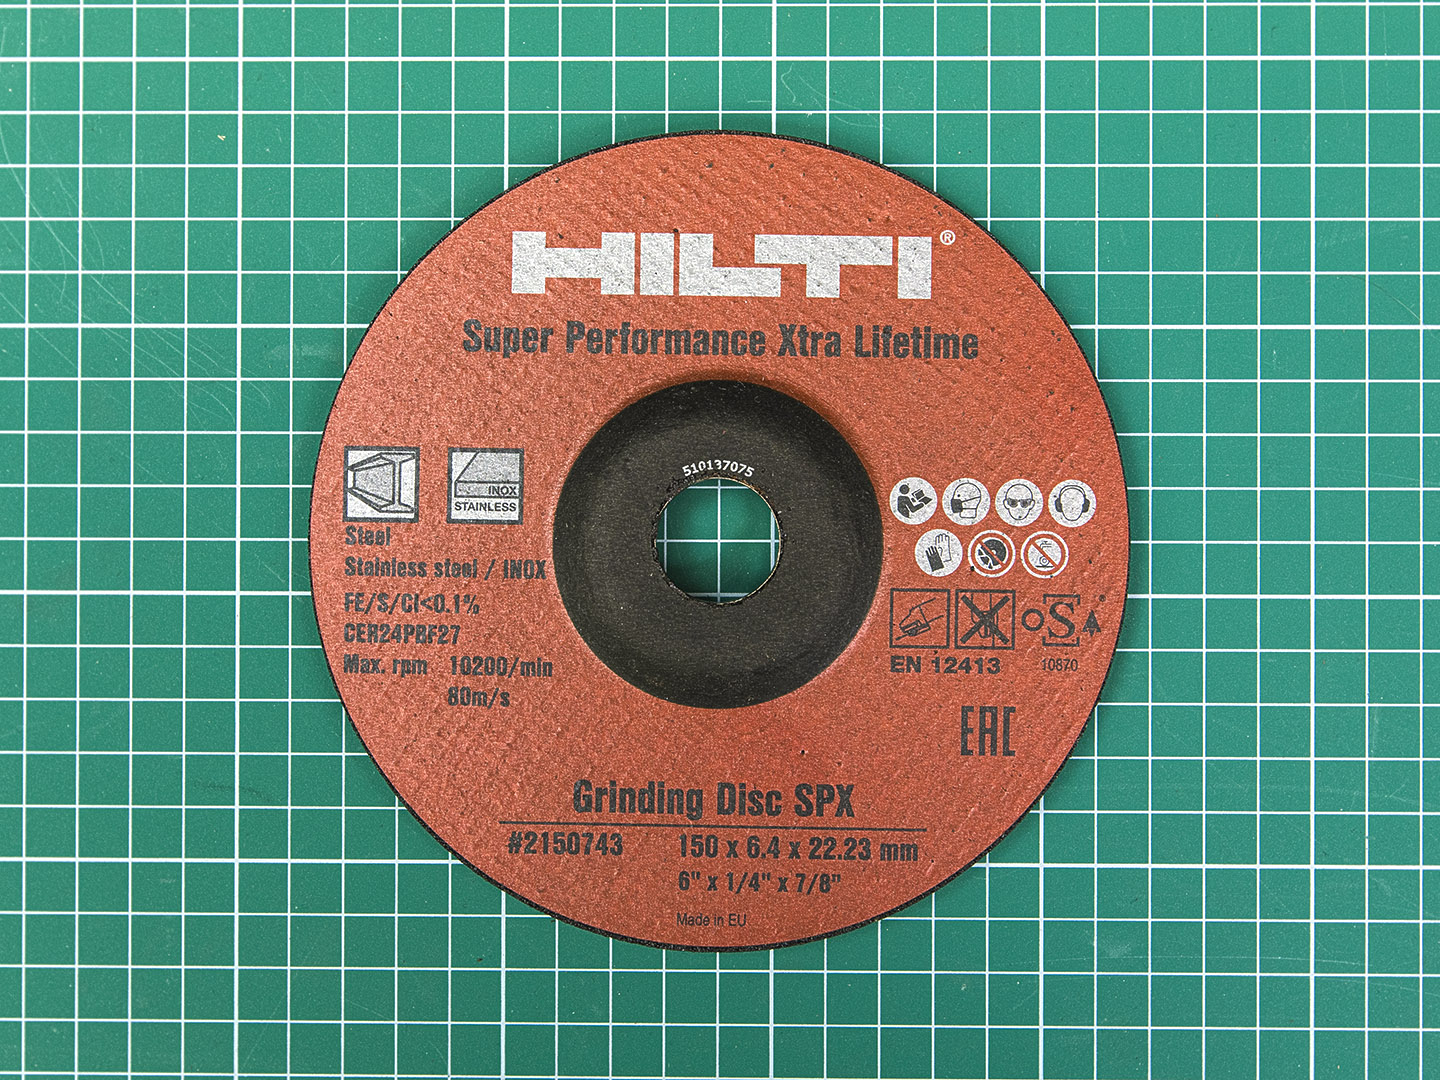 HILTI®
Super Performance Xtra Lifetime
510137075
INOX
STAINLESS
Steel
Stainless steel / INOX
FE/S/Cl<0.1%
CER24PBF27
Max. rpm 10200/min
80m/s
oSa
EN 12413
10870
EAC
Grinding Disc SPX
#2150743
150 x 6.4 x 22.23 mm
6" x 1/4" x 7/8"
Made in EU